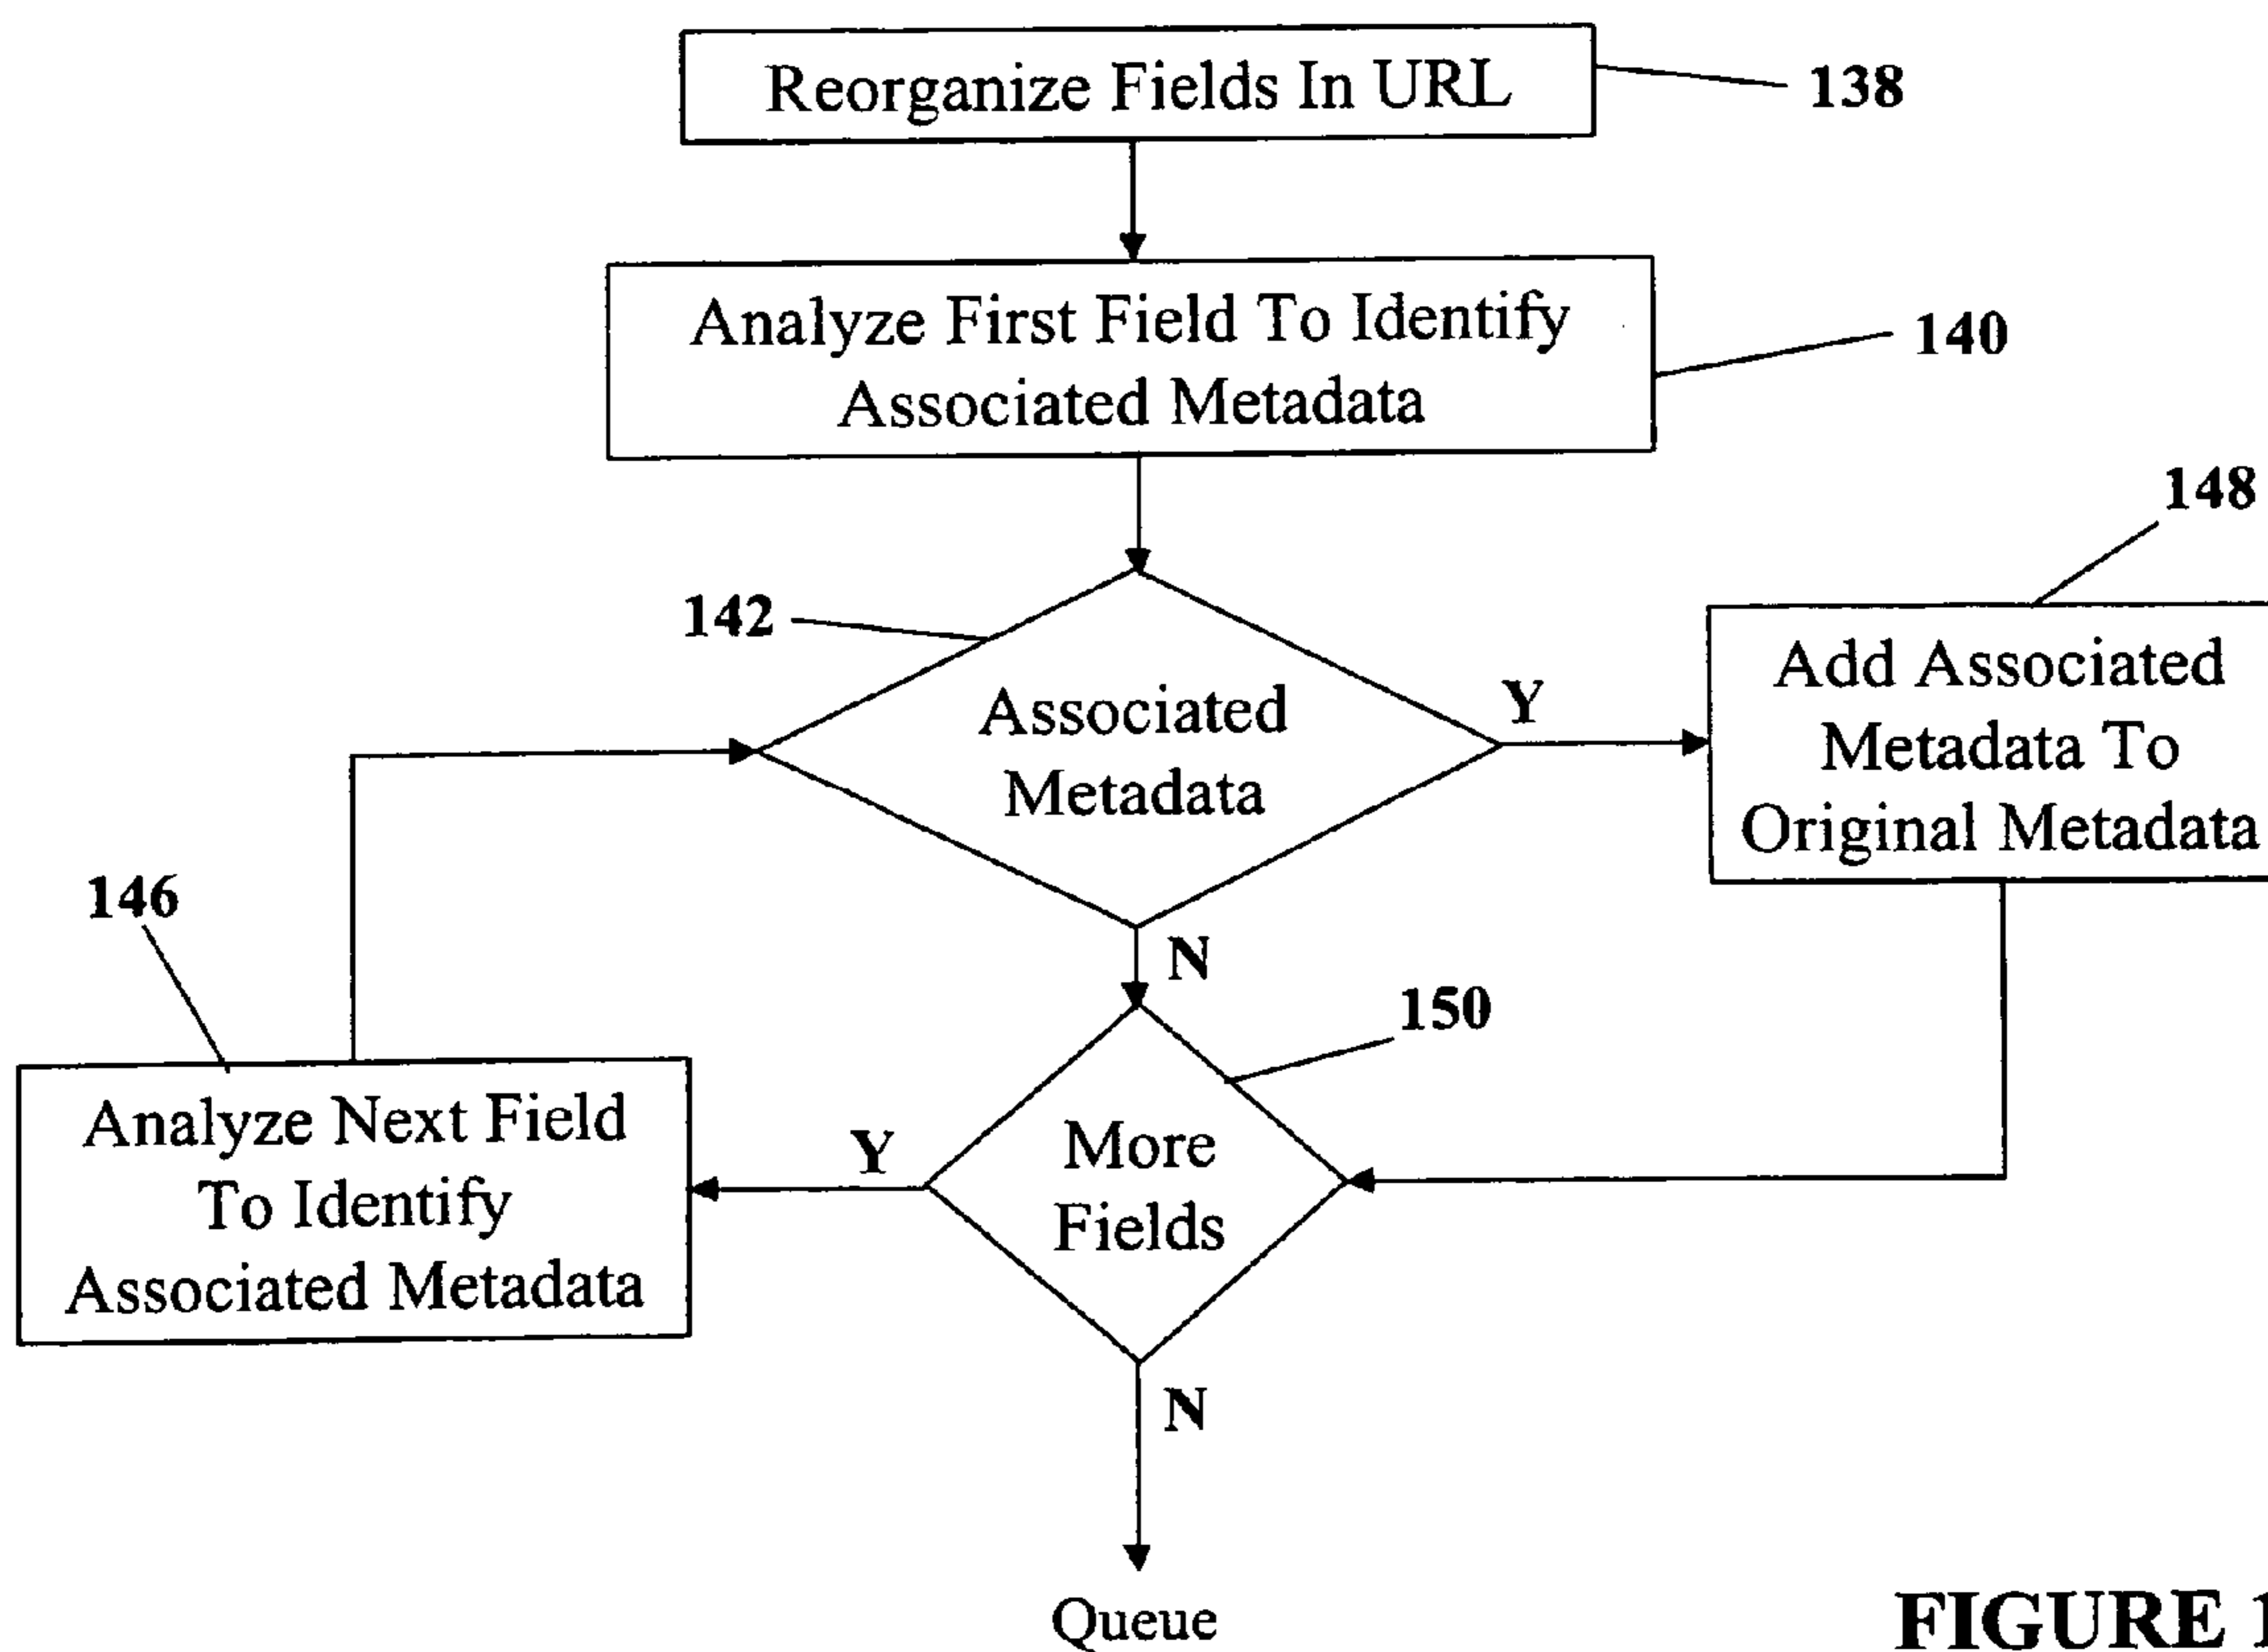 Reorganize Fields In URL
138
Analyze First Field To Identify
Associated Metadata
140
142
Associated
Metadata
Y
148
Add Associated
Metadata To
Original Metadata
N
146
150
Analyze Next Field
To Identify
Associated Metadata
Y
More
Fields
N
Queue
FIGURE